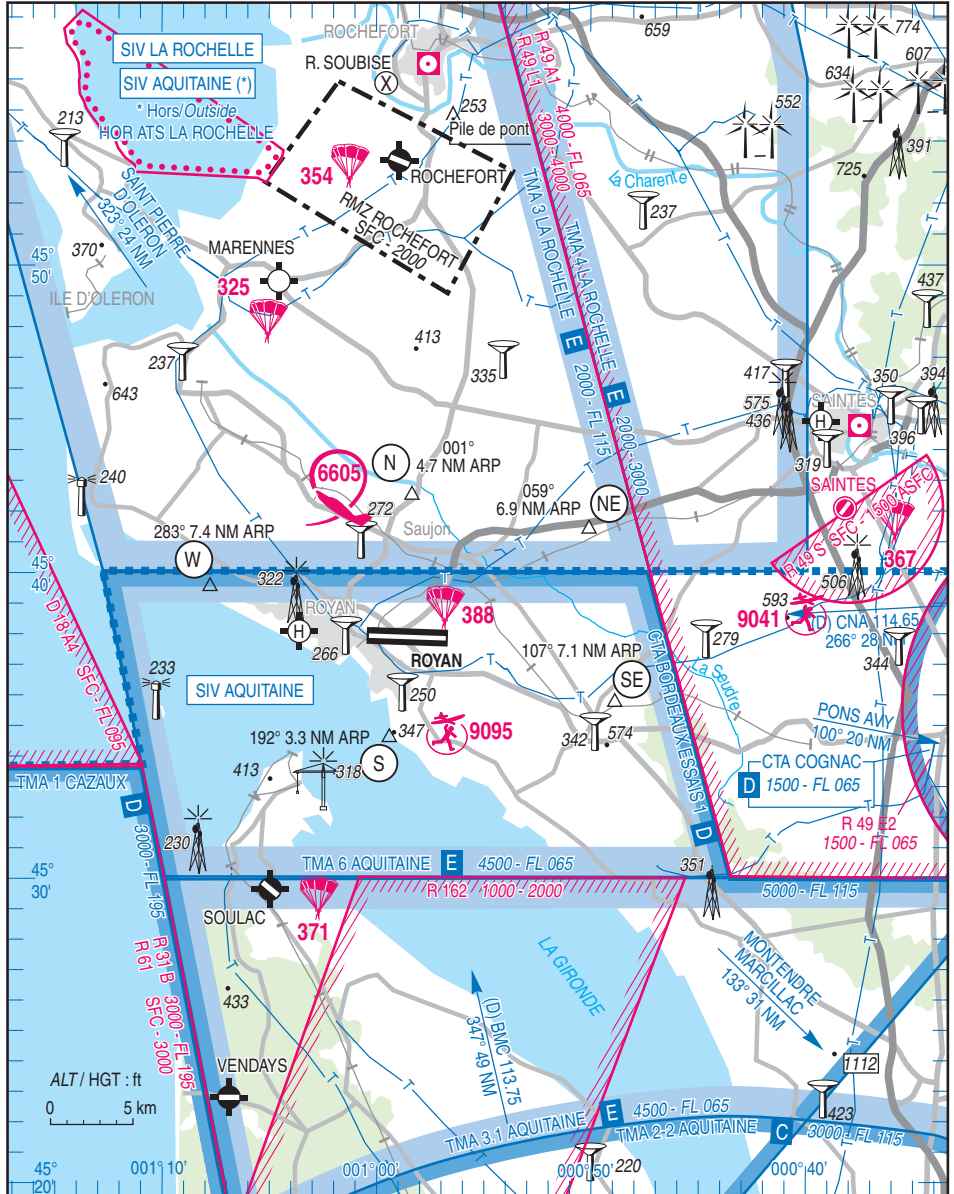 ROCHEFORT
659
774
607
634
552
391
725
SIV LA ROCHELLE
SIV AQUITAINE (*)
* Hors/Outside
HOR ATS LA ROCHELLE
R. SOUBISE
X
253
Pile de pont
213
354
ROCHEFORT
RMZ ROCHEFORT
SFC - 2000
SAINT PIERRE
D'OLERON
323° 24 NM
R 49 A1
4000 - FL 065
R 49 L1
3000 - 4000
TMA 3 LA ROCHELLE
E
2000 - FL 115
TMA 4 LA ROCHELLE
E
2000 - 3000
La Charente
237
45°
50'
370
ILE D'OLERON
MARENNES
325
437
413
335
237
643
417
575
436
350
394
SAINTES
H
396
319
SAINTES
R 49 S SFC - 1500 ASFC
367
506
240
6605
272
N
001°
4.7 NM ARP
059°
6.9 NM ARP
NE
Saujon
283° 7.4 NM ARP
W
45°
40'
322
ROYAN
H
266
388
ROYAN
593
9041
(D) CNA 114.65
266° 28 NM
344
279
La Seudre
D 118 A4 SFC - FL 095
233
SIV AQUITAINE
250
107° 7.1 NM ARP
SE
347
9095
342
574
192° 3.3 NM ARP
S
413
318
CTA BORDEAUX ESSAIS 1
D
PONS AVY
100° 20 NM
CTA COGNAC
D
1500 - FL 065
R 49 E2
1500 - FL 065
TMA 1 CAZAUX
D
3000 - FL 195
230
TMA 6 AQUITAINE
E
4500 - FL 065
351
5000 - FL 115
45°
30'
R 162 1000 - 2000
SOULAC
371
R 31 B 3000 - FL 195
R 61 SFC - 3000
433
LA GIRONDE
(D) BMC 113.75
347° 49 NM
MONTENDRE
MARCILLAC
133° 31 NM
1112
VENDAYS
423
ALT / HGT : ft
0 5 km
TMA 3.1 AQUITAINE
E
4500 - FL 065
TMA 2-2 AQUITAINE
C
3000 - FL 115
220
45°
20'
001° 10'
001° 00'
000° 50'
000° 40'